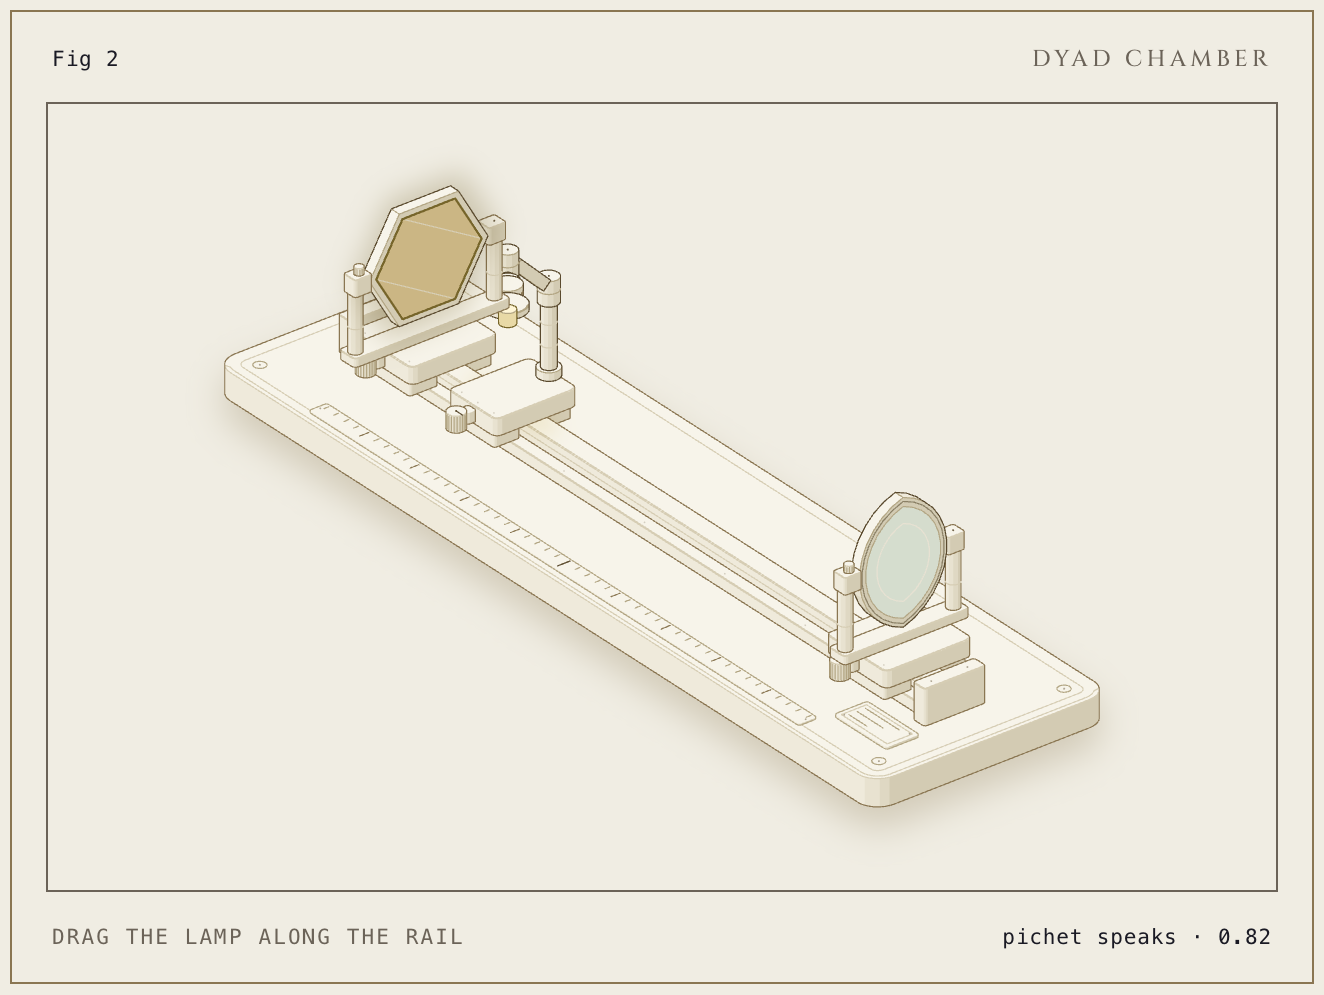 Fig 2
DYAD CHAMBER
DRAG THE LAMP ALONG THE RAIL
pichet speaks · 0.82